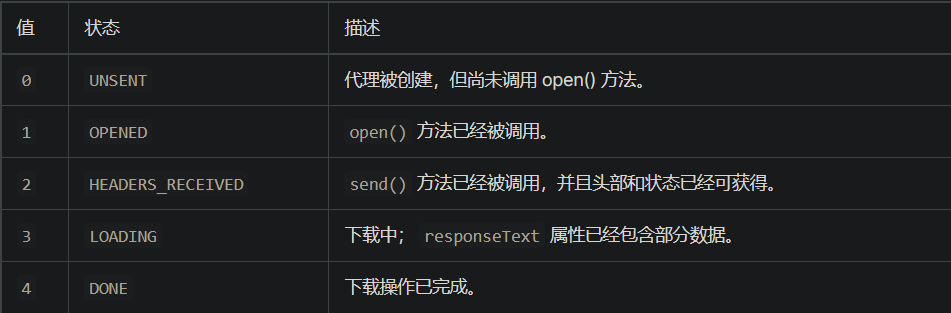 值 状态 描述
0 UNSENT 代理被创建，但尚未调用 open() 方法。
1 OPENED open() 方法已经被调用。
2 HEADERS_RECEIVED send() 方法已经被调用，并且头部和状态已经可获得。
3 LOADING 下载中； responseText 属性已经包含部分数据。
4 DONE 下载操作已完成。